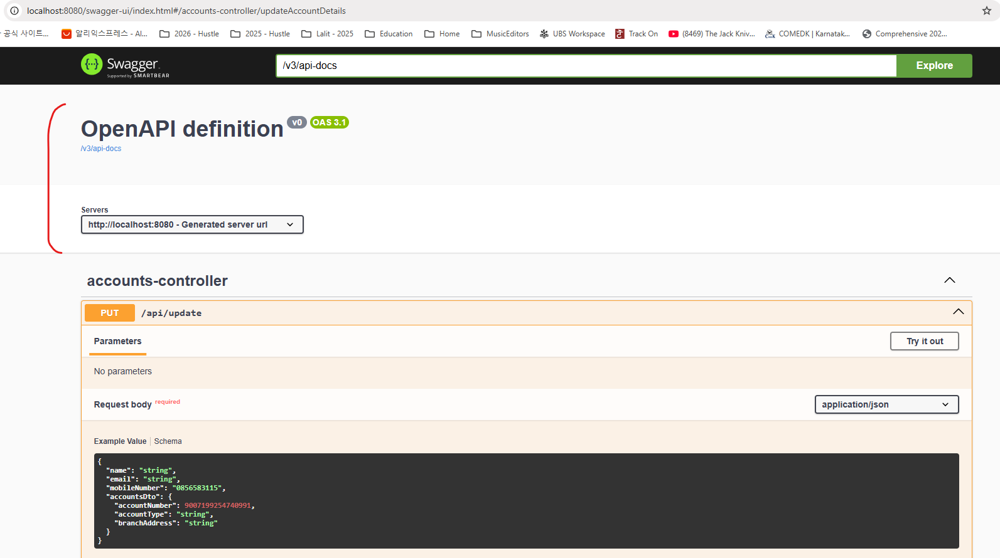 localhost:8080/swagger-ui/index.html#/accounts-controller/updateAccountDetails
공식 사이트... 알리익스프레스 - Al... 2026 - Hustle 2025 - Hustle Lalit - 2025 Education Home MusicEditors UBS Workspace Track On (8469) The Jack Kniv... COMEDK | Karnatak... Comprehensive 202...
Swagger. /v3/api-docs Explore
Supported by SMARTBEAR
OpenAPI definition v0 OAS 3.1
/v3/api-docs
Servers
http://localhost:8080 - Generated server url
accounts-controller
PUT /api/update
Parameters Try it out
No parameters
Request body required application/json
Example Value Schema
{
  "name": "string",
  "email": "string",
  "mobileNumber": "0856583115",
  "accountsDto": {
    "accountNumber": 9007199254740991,
    "accountType": "string",
    "branchAddress": "string"
  }
}